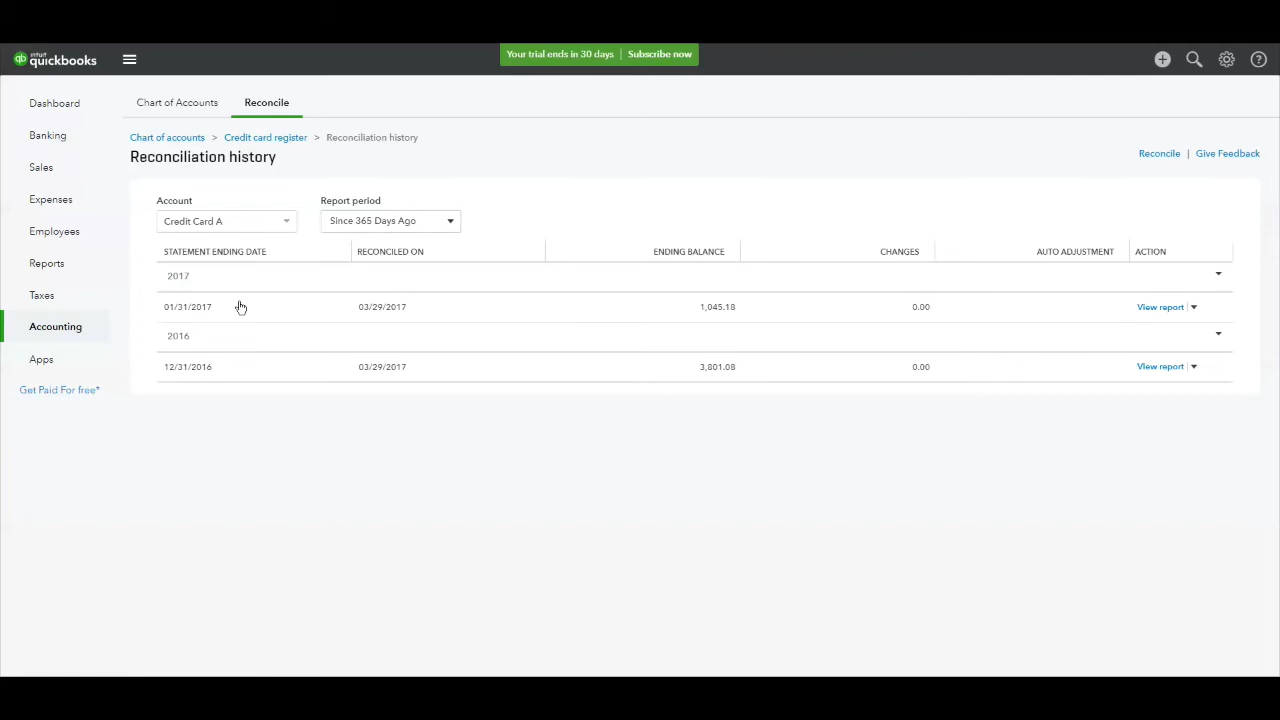 intuit
quickbooks
Your trial ends in 30 days | Subscribe now
Dashboard
Banking
Sales
Expenses
Employees
Reports
Taxes
Accounting
Apps
Get Paid For free*
Chart of Accounts Reconcile
Chart of accounts > Credit card register > Reconciliation history
Reconciliation history
Reconcile | Give Feedback
Account Report period
Credit Card A Since 365 Days Ago
STATEMENT ENDING DATE RECONCILED ON ENDING BALANCE CHANGES AUTO ADJUSTMENT ACTION
2017
01/31/2017 03/29/2017 1,045.18 0.00 View report
2016
12/31/2016 03/29/2017 3,801.08 0.00 View report